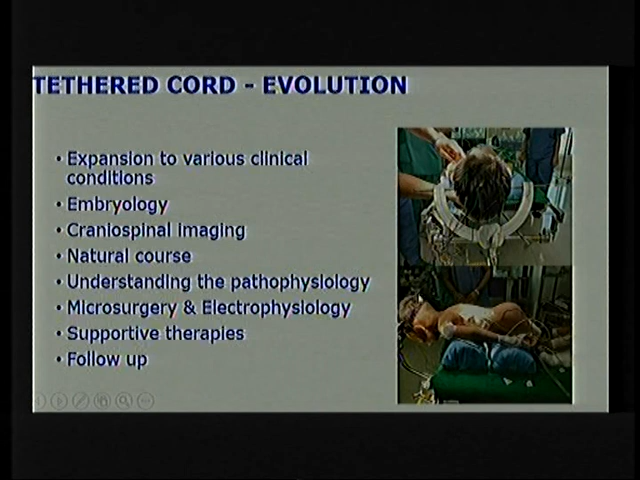 TETHERED CORD - EVOLUTION
• Expansion to various clinical
conditions
• Embryology
• Craniospinal imaging
• Natural course
• Understanding the pathophysiology
• Microsurgery & Electrophysiology
• Supportive therapies
• Follow up